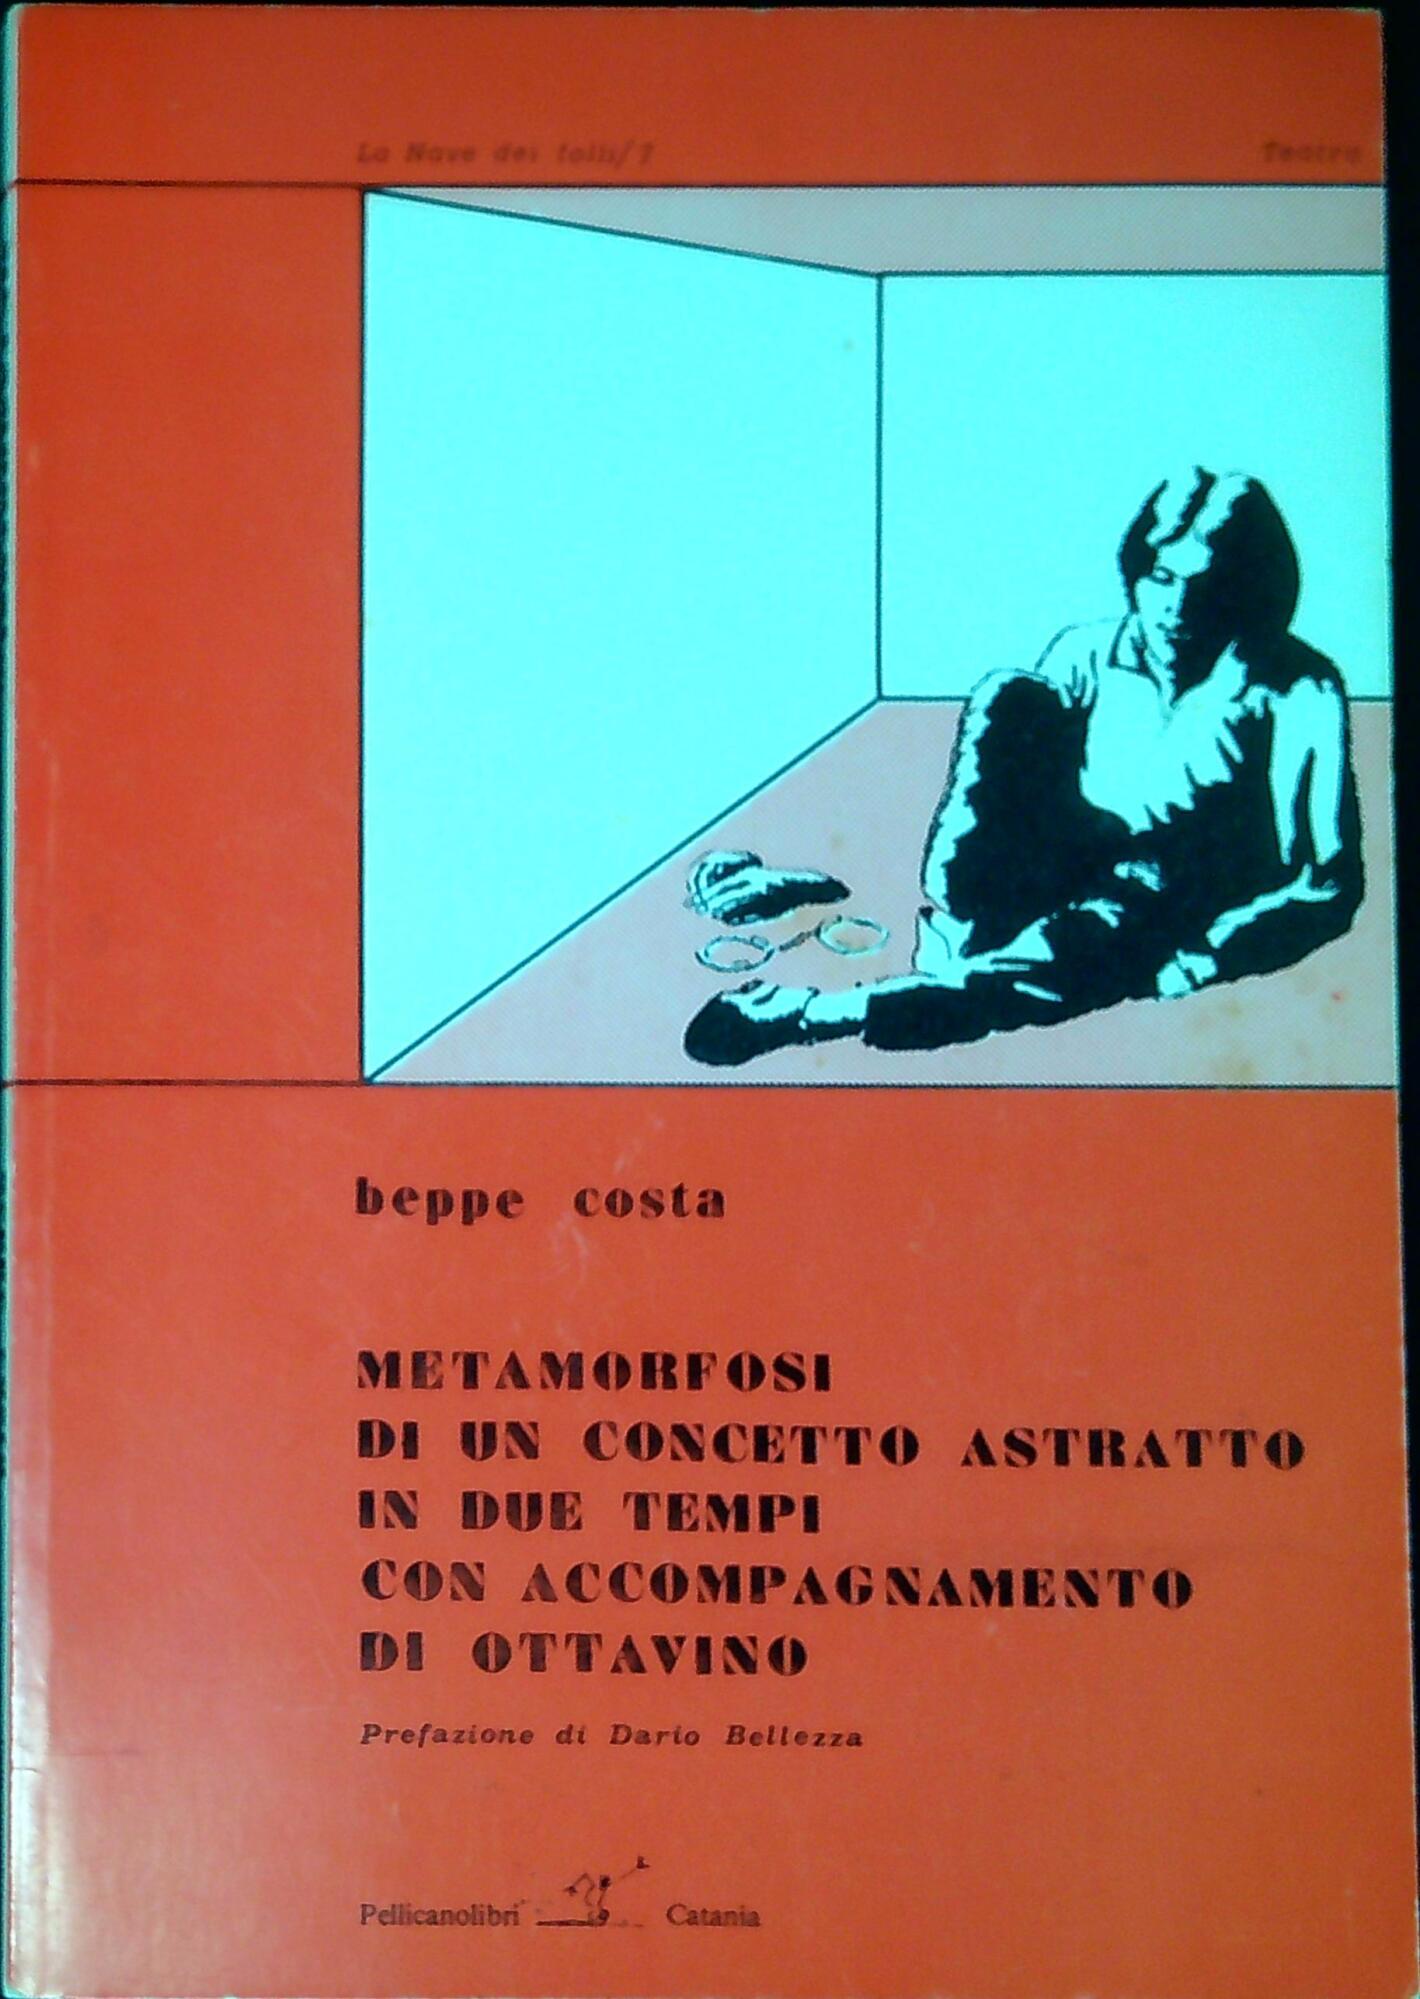 La Nave dei folli/7 Teatro
beppe costa
METAMORFOSI
DI UN CONCETTO ASTRATTO
IN DUE TEMPI
CON ACCOMPAGNAMENTO
DI OTTAVINO
Prefazione di Dario Bellezza
Pellicanolibri Catania